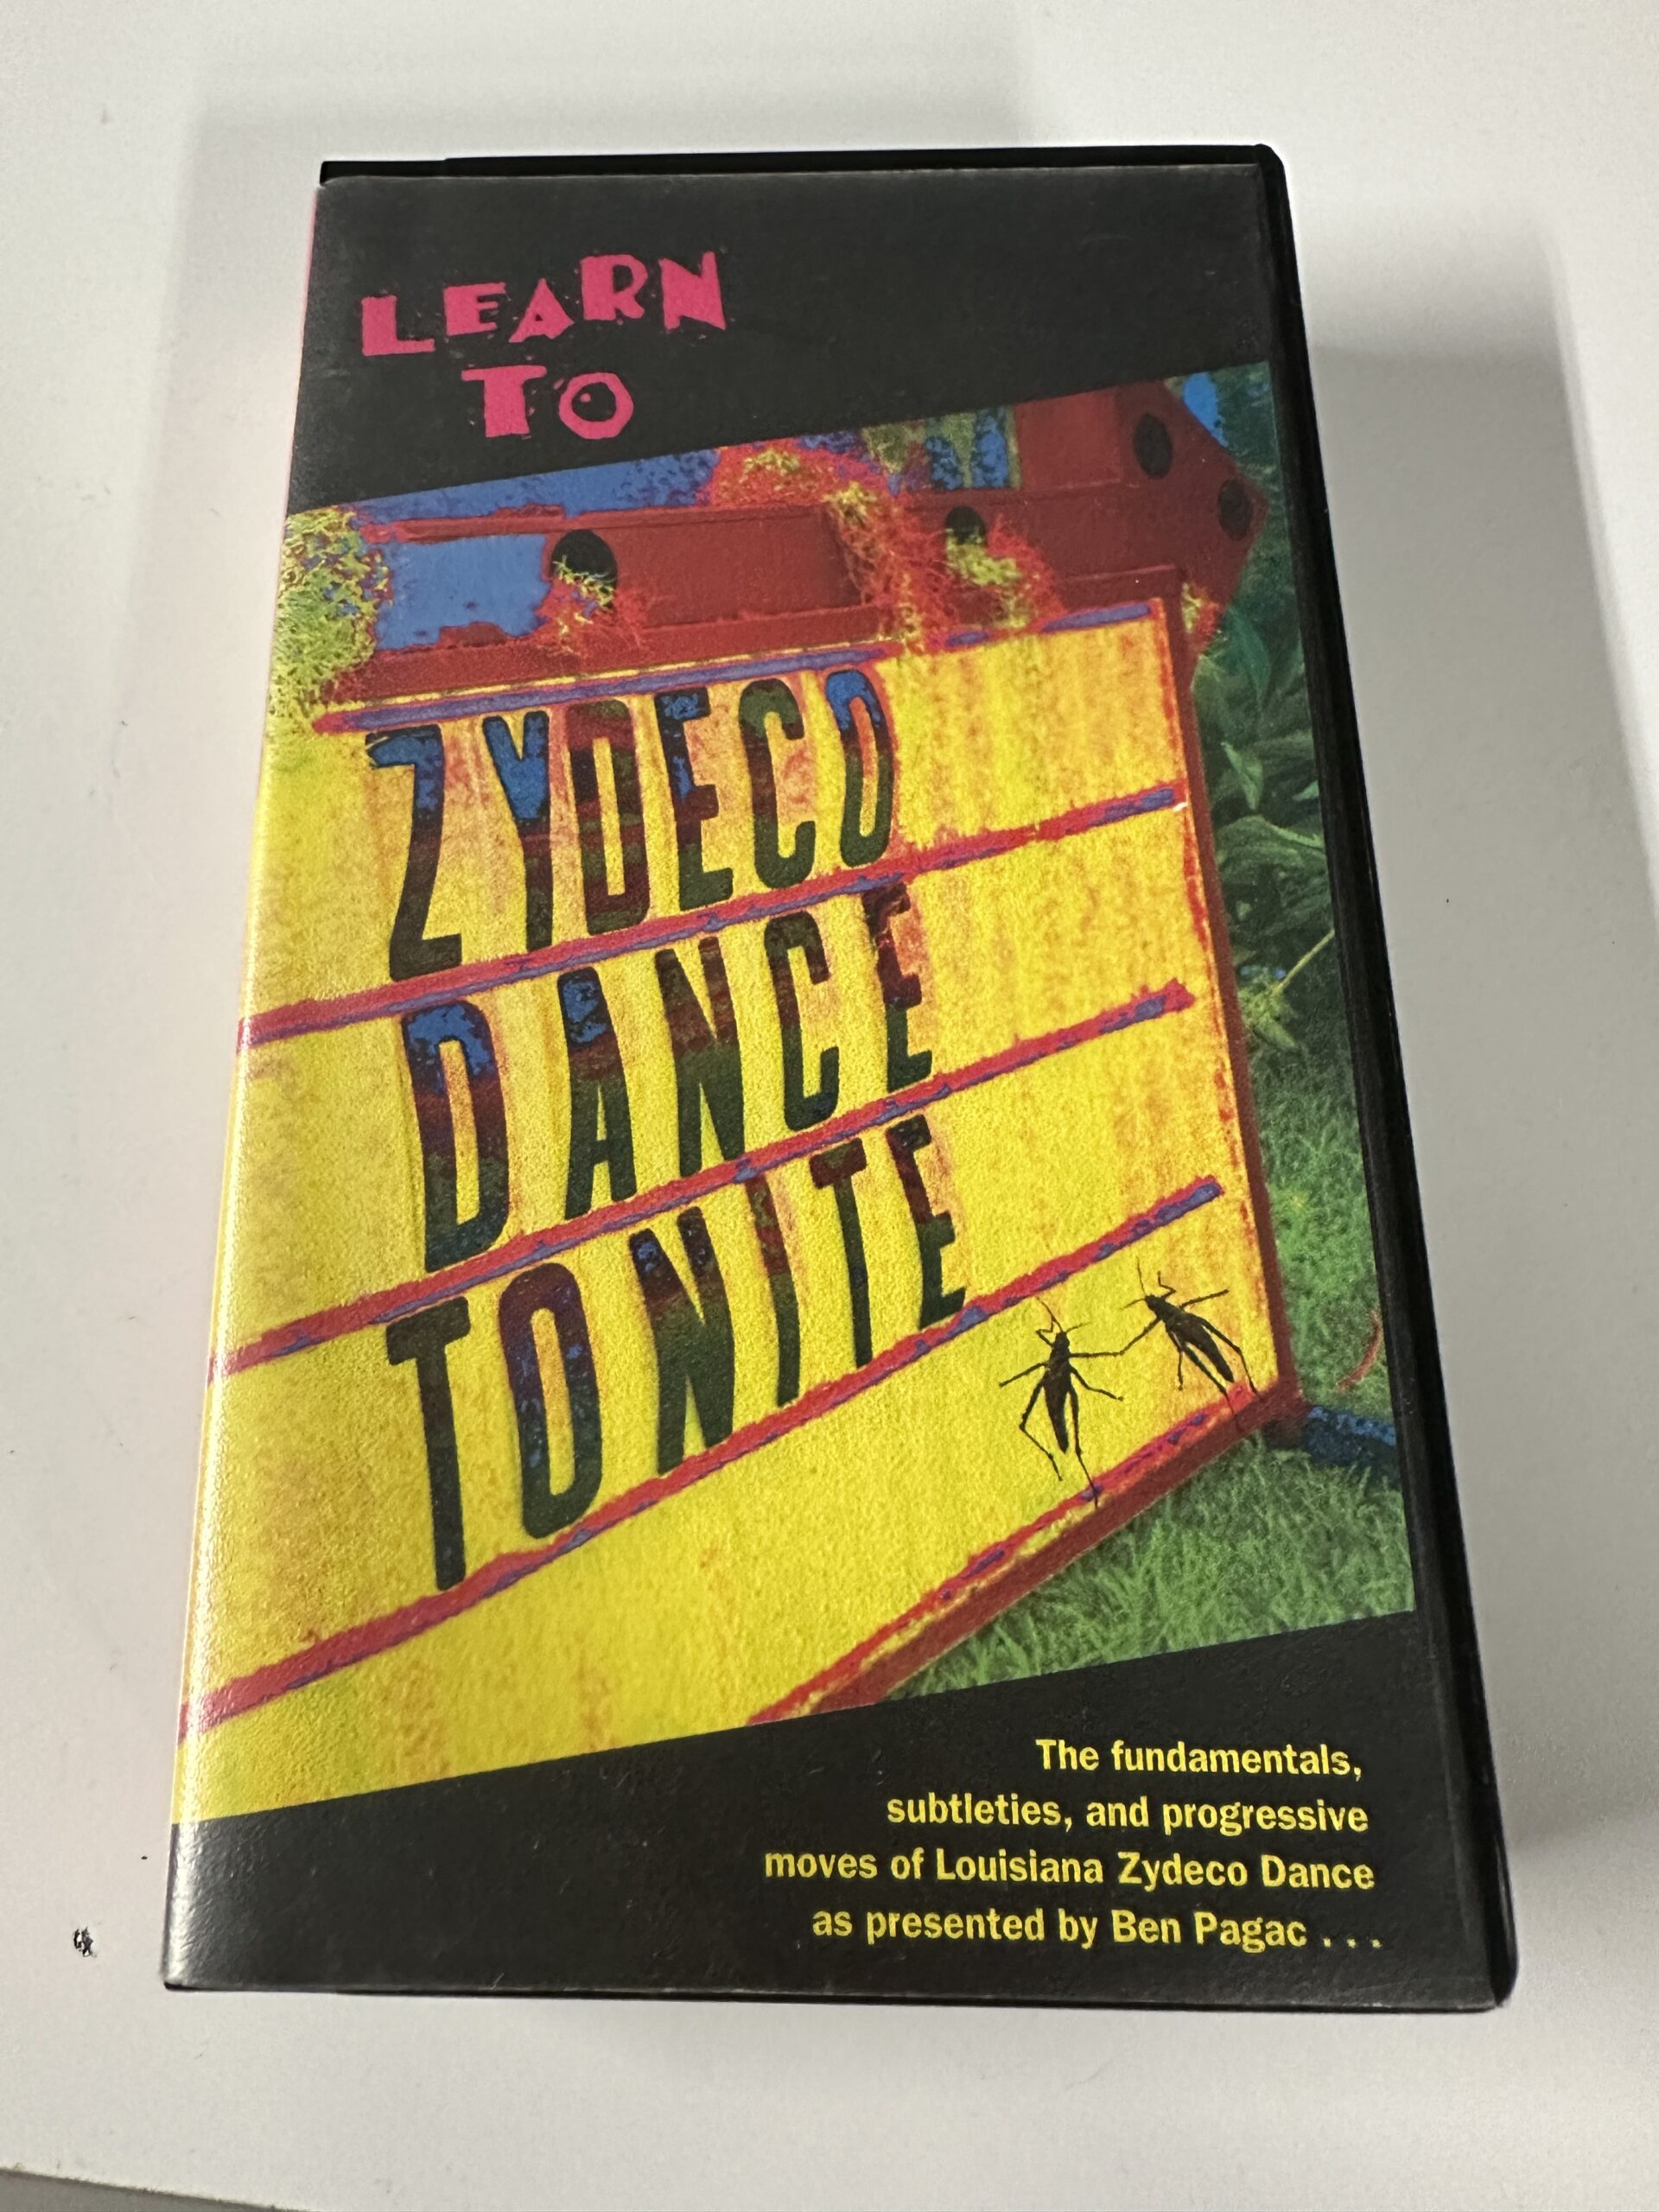 LEARN
TO
ZYDECO
DANCE
TONITE
The fundamentals,
subtleties, and progressive
moves of Louisiana Zydeco Dance
as presented by Ben Pagac . . .